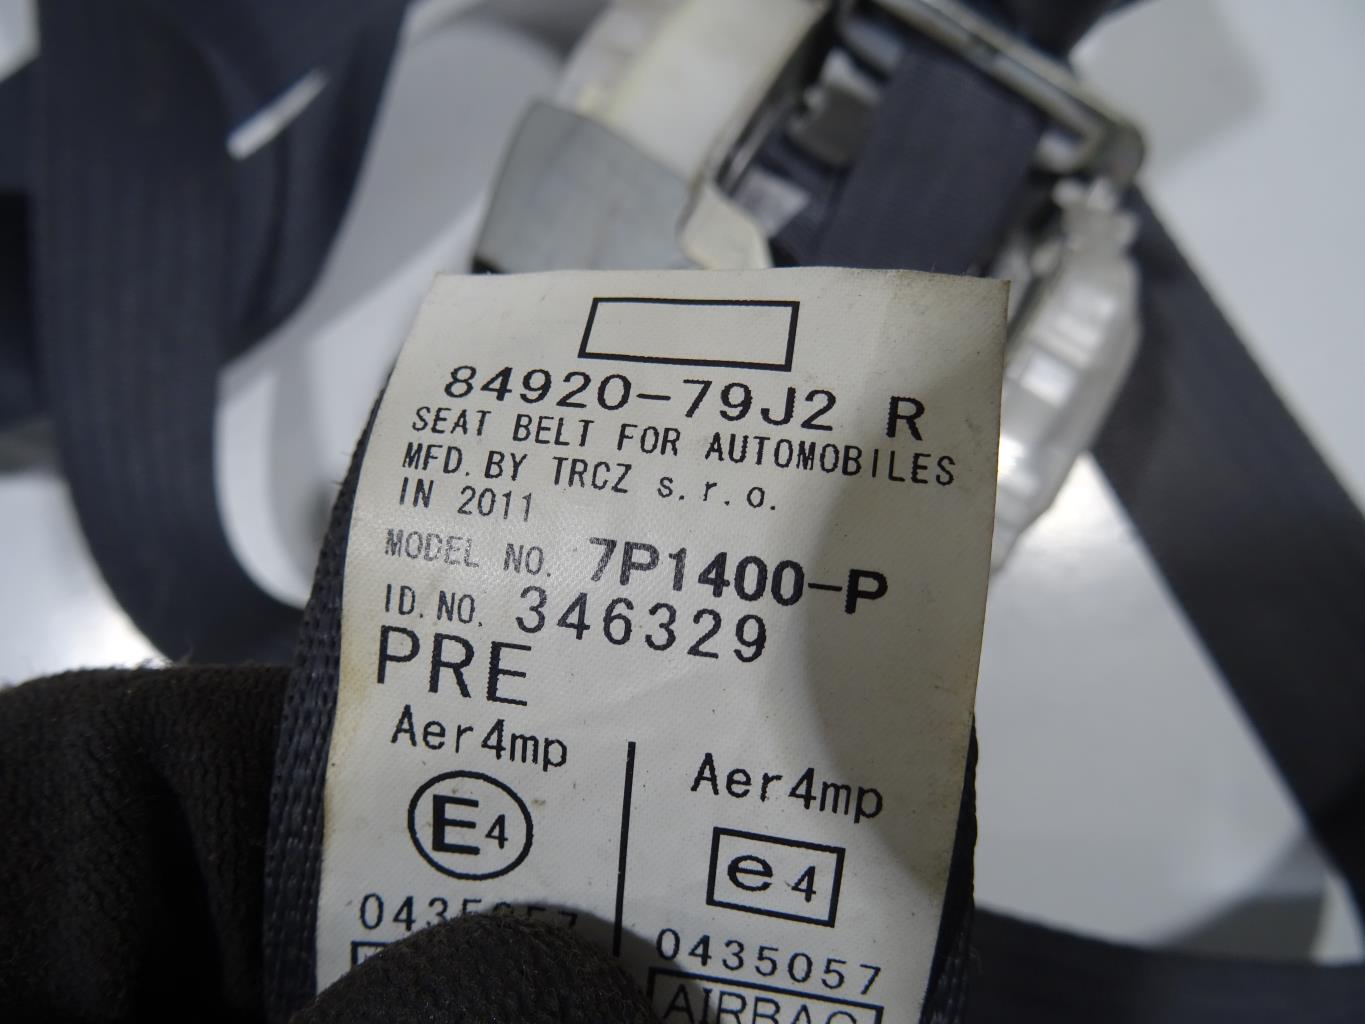 84920-79J2 R
SEAT BELT FOR AUTOMOBILES
MFD. BY TRCZ s.r.o.
IN 2011
MODEL NO. 7P1400-P
ID. NO. 346329
PRE
Aer4mp Aer4mp
E4 e4
0435057 0435057
AIRBAG